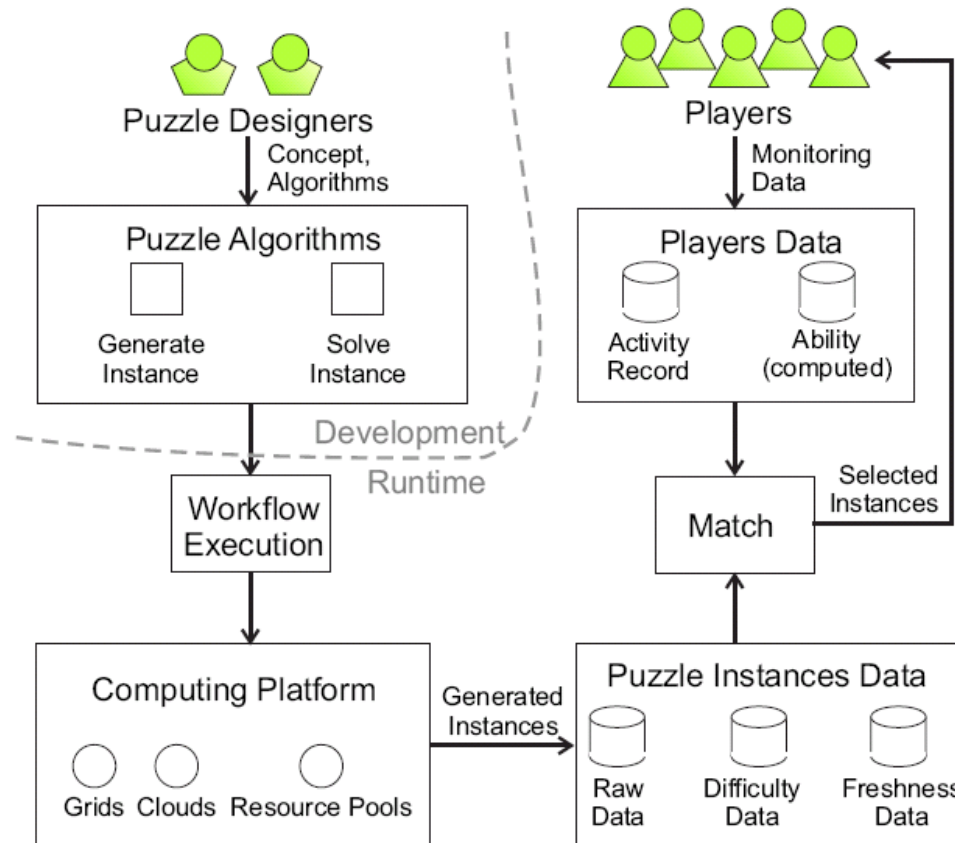 Puzzle Designers
Concept,
Algorithms
Puzzle Algorithms
Generate
Instance
Solve
Instance
Development
Runtime
Workflow
Execution
Computing Platform
Grids
Clouds
Resource Pools
Generated
Instances
Players
Monitoring
Data
Players Data
Activity
Record
Ability
(computed)
Selected
Instances
Match
Puzzle Instances Data
Raw
Data
Difficulty
Data
Freshness
Data